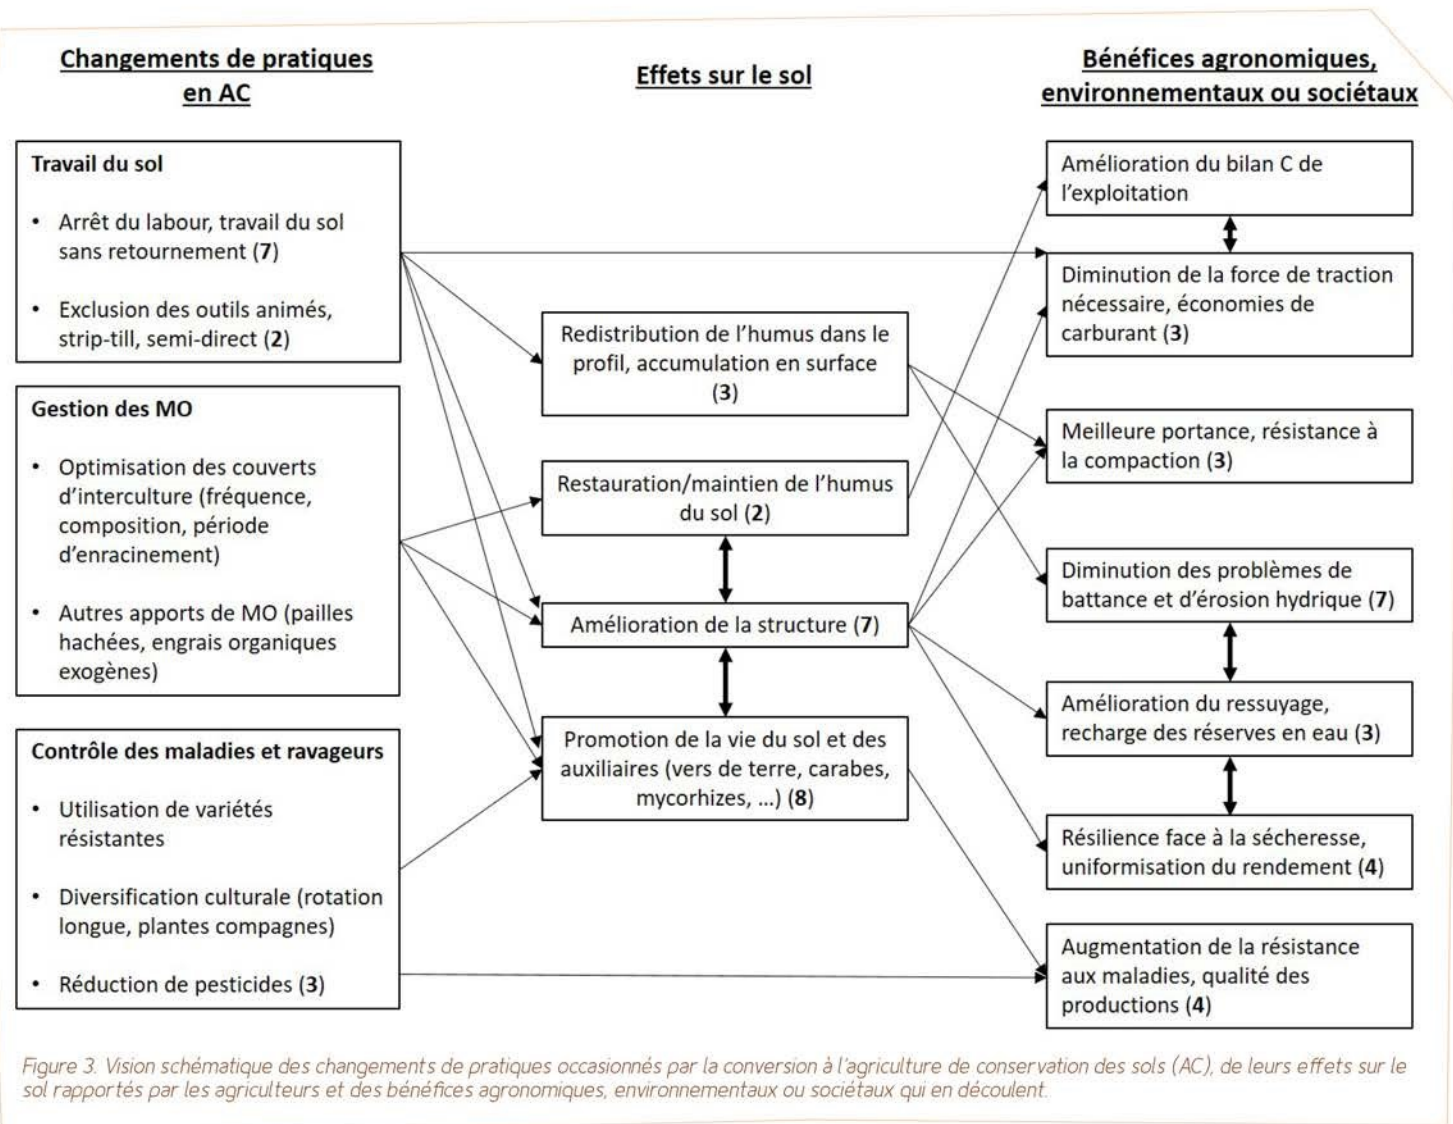 Changements de pratiques
en AC
Travail du sol
• Arrêt du labour, travail du sol
sans retournement (7)
• Exclusion des outils animés,
strip-till, semi-direct (2)
Gestion des MO
• Optimisation des couverts
d'interculture (fréquence,
composition, période
d'enracinement)
• Autres apports de MO (pailles
hachées, engrais organiques
exogènes)
Contrôle des maladies et ravageurs
• Utilisation de variétés
résistantes
• Diversification culturale (rotation
longue, plantes compagnes)
• Réduction de pesticides (3)
Effets sur le sol
Redistribution de l'humus dans le
profil, accumulation en surface
(3)
Restauration/maintien de l'humus
du sol (2)
Amélioration de la structure (7)
Promotion de la vie du sol et des
auxiliaires (vers de terre, carabes,
mycorhizes, ...) (8)
Bénéfices agronomiques,
environnementaux ou sociétaux
Amélioration du bilan C de
l'exploitation
Diminution de la force de traction
nécessaire, économies de
carburant (3)
Meilleure portance, résistance à
la compaction (3)
Diminution des problèmes de
battance et d'érosion hydrique (7)
Amélioration du ressuyage,
recharge des réserves en eau (3)
Résilience face à la sécheresse,
uniformisation du rendement (4)
Augmentation de la résistance
aux maladies, qualité des
productions (4)
Figure 3. Vision schématique des changements de pratiques occasionnés par la conversion à l'agriculture de conservation des sols (AC), de leurs effets sur le
sol rapportés par les agriculteurs et des bénéfices agronomiques, environnementaux ou sociétaux qui en découlent.